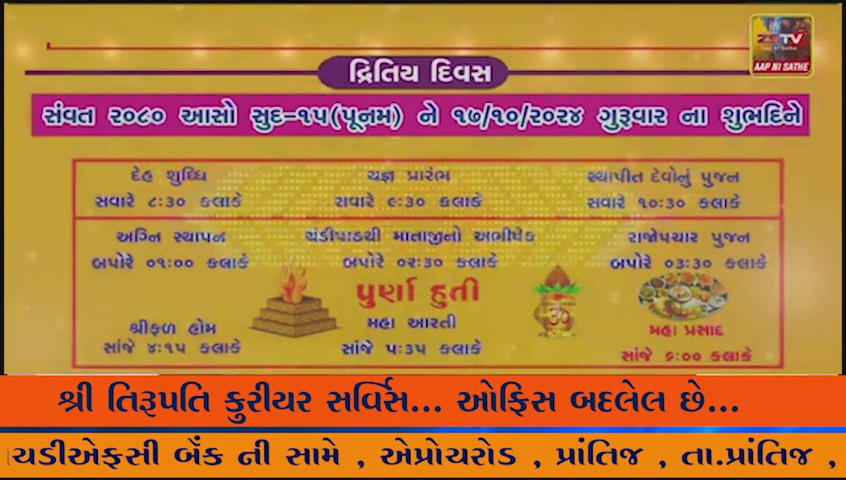 ZCTV
AAP NI SATHE
દ્રિતિય દિવસ
સંવત ૨૦૮૦ આસો સુદ-૧૫(પૂનમ) ને ૧૭/૧૦/૨૦૨૪ ગુરૂવાર ના શુભદિને
દેહ શુધ્ધિ યજ્ઞ પ્રારંભ સ્થાપીત દેવોનું પુજન
સવારે ૮:૩૦ કલાકે સવારે ૯:૩૦ કલાકે સવારે ૧૦:૩૦ કલાકે
અગ્નિ સ્થાપન ચંડીપાઠથી માતાજીનો અભીષેક રાજોપચાર પુજન
બપોરે ૦૧:૦૦ કલાકે બપોરે ૦૨:૩૦ કલાકે બપોરે ૦૩:૩૦ કલાકે
પુર્ણા હુતી
શ્રીફળ હોમ મહા આરતી મહા પ્રસાદ
સાંજે ૪:૧૫ કલાકે સાંજે ૫:૩૫ કલાકે સાંજે ૬:૦૦ કલાકે
શ્રી તિરૂપતિ કુરીયર સર્વિસ... ઓફિસ બદલેલ છે...
ચડીએફસી બેંક ની સામે , એપ્રોચરોડ , પ્રાંતિજ , તા.પ્રાંતિજ ,